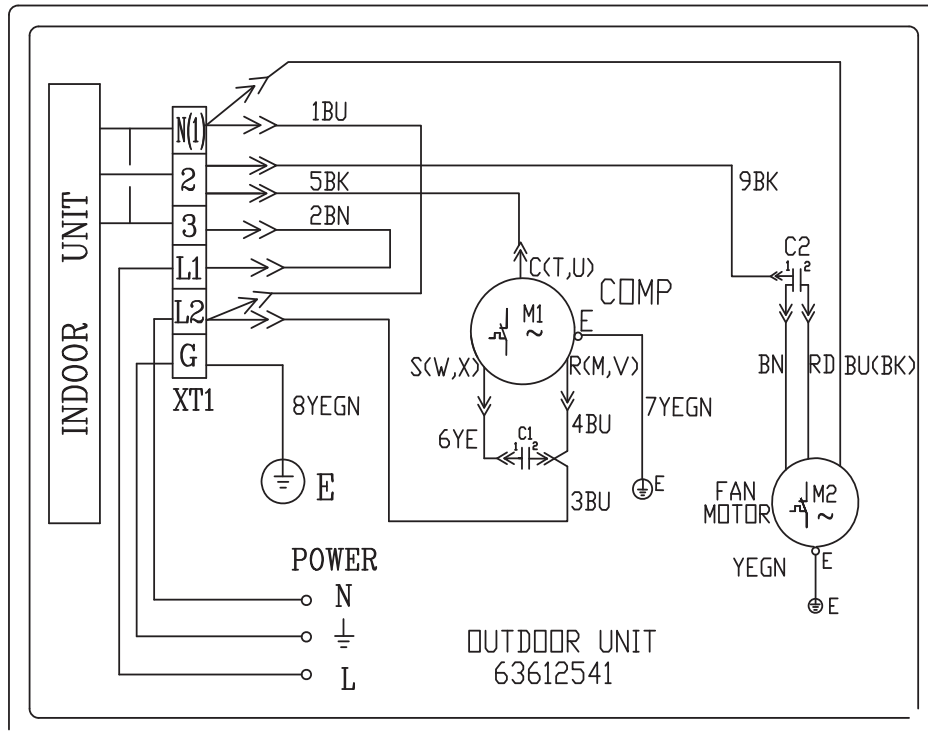 INDOOR UNIT
N(1)
2
3
L1
L2
G
XT1
1BU
5BK
2BN
9BK
C2
1 2
C(T,U)
COMP
M1
~
E
S(W,X)
R(M,V)
7YEGN
8YEGN
E
6YE
C1
1 2
4BU
3BU
E
BN
RD
BU(BK)
FAN
MOTOR
M2
~
YEGN
E
E
POWER
N
L
OUTDOOR UNIT
63612541